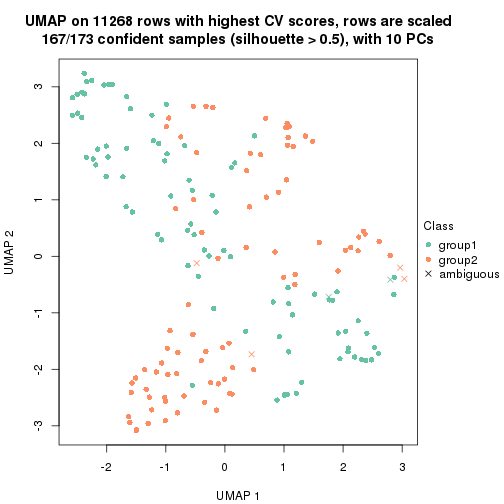 UMAP on 11268 rows with highest CV scores, rows are scaled
167/173 confident samples (silhouette > 0.5), with 10 PCs
3
2
1
0
-1
-2
-3
UMAP 2
-2
-1
0
1
2
3
UMAP 1
Class
group1
group2
ambiguous